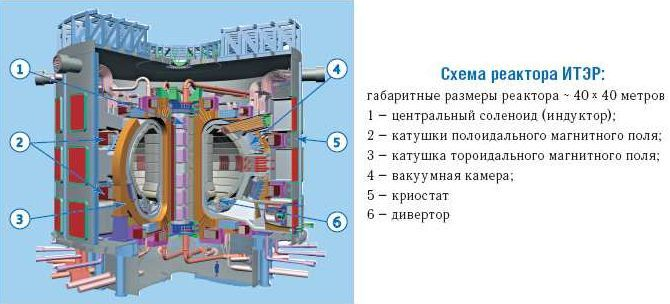 1
2
3
4
5
6
Схема реактора ИТЭР:
габаритные размеры реактора ~ 40 х 40 метров
1 – центральный соленоид (индуктор);
2 – катушки полоидального магнитного поля;
3 – катушка тороидального магнитного поля;
4 – вакуумная камера;
5 – криостат
6 – дивертор